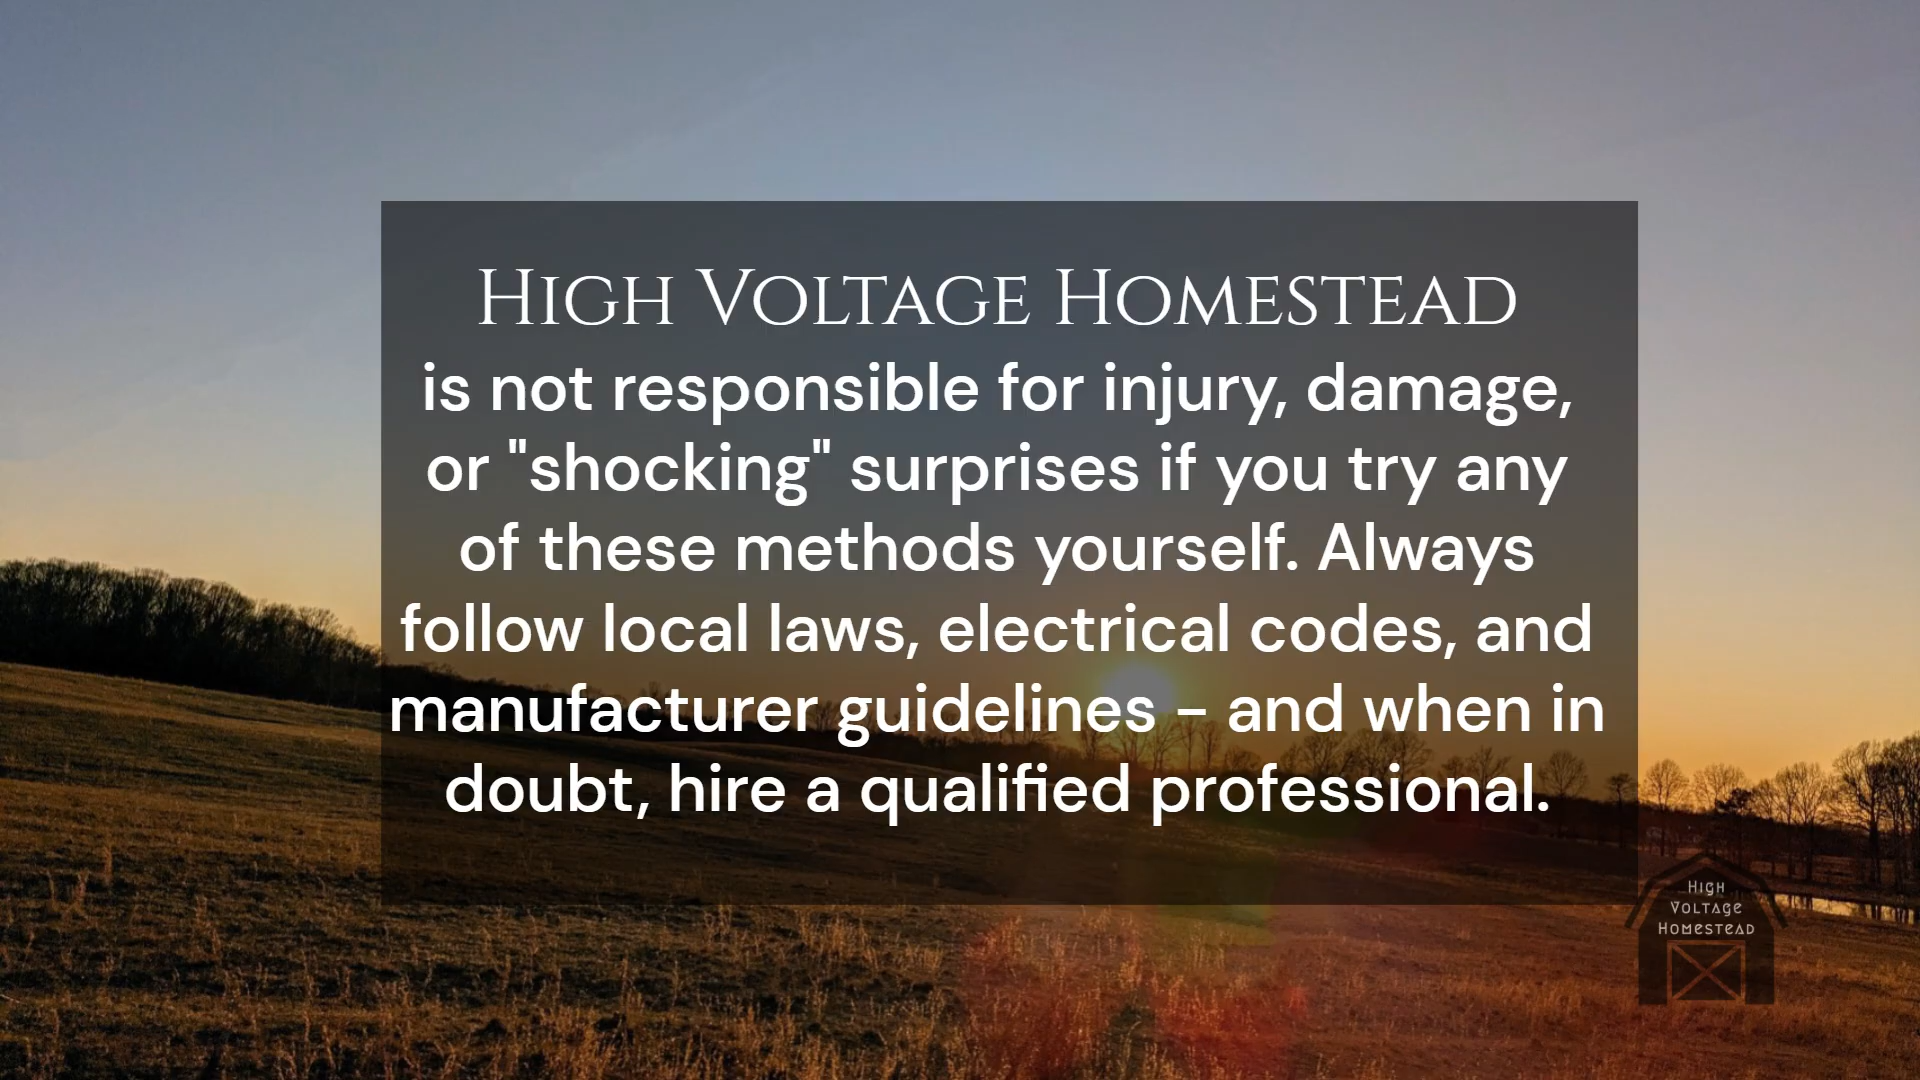 High Voltage Homestead
is not responsible for injury, damage,
or "shocking" surprises if you try any
of these methods yourself. Always
follow local laws, electrical codes, and
manufacturer guidelines - and when in
doubt, hire a qualified professional.
High
Voltage
Homestead